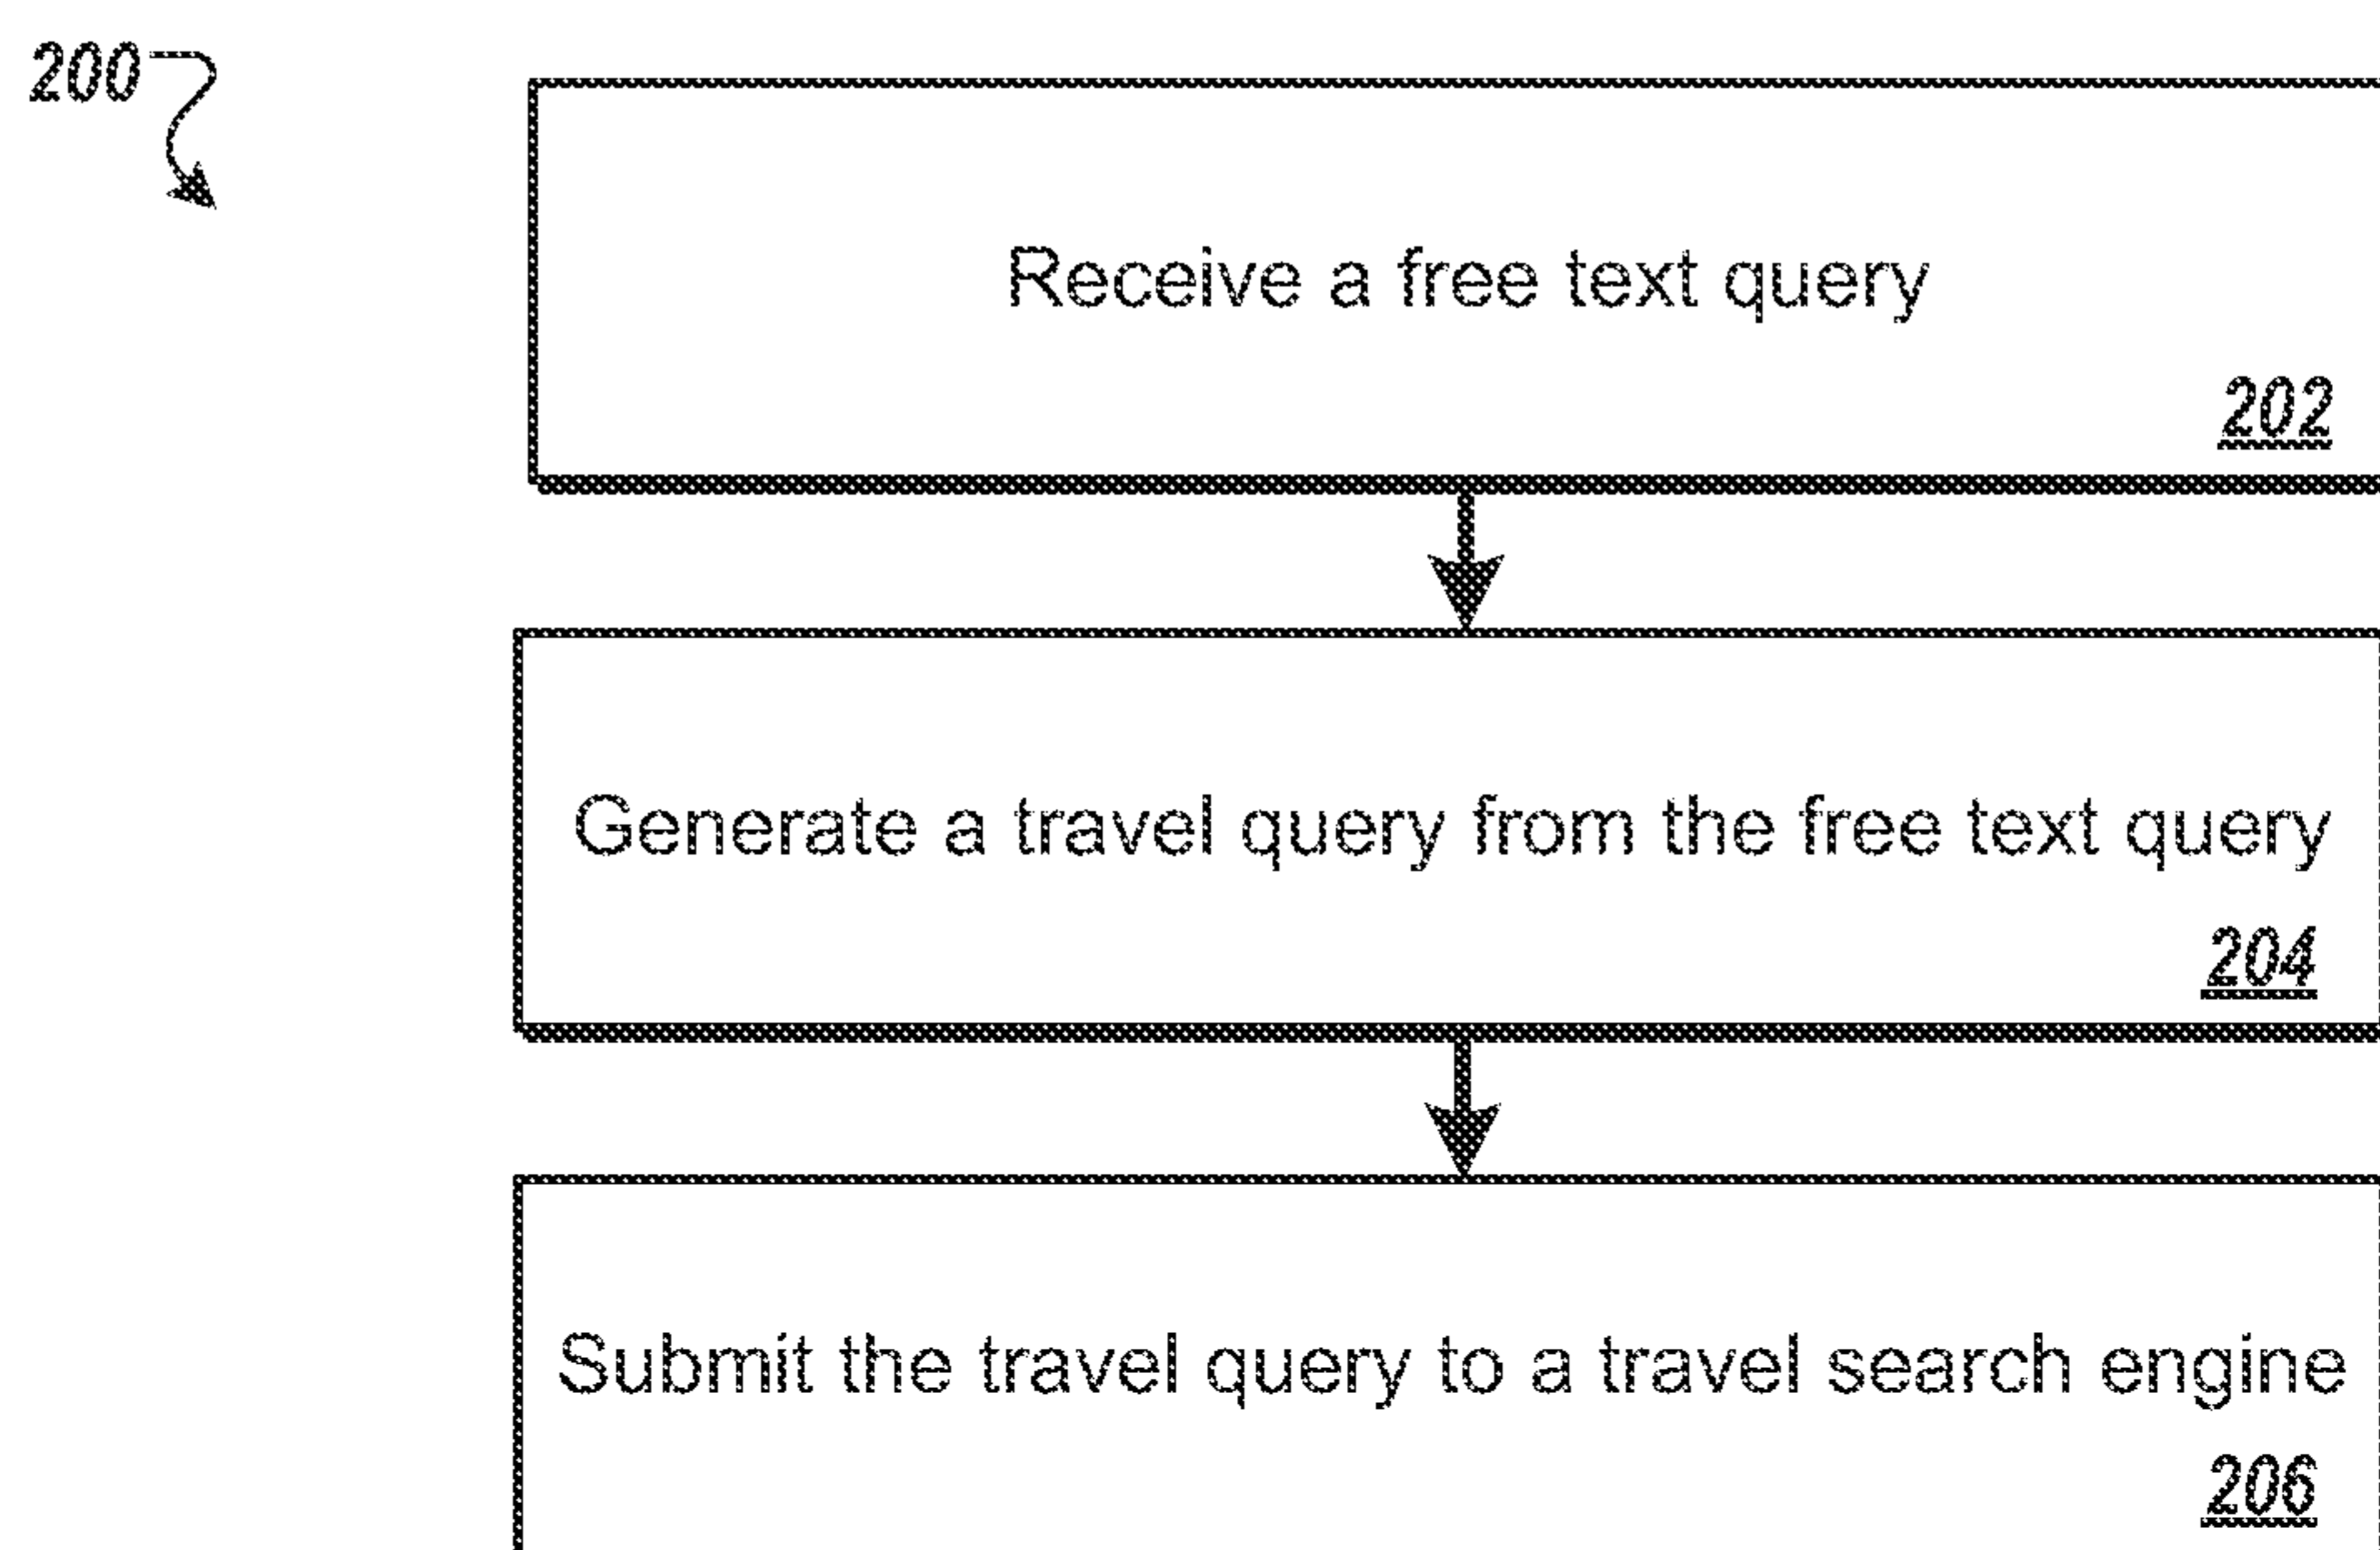 200
Receive a free text query
202
Generate a travel query from the free text query
204
Submit the travel query to a travel search engine
206